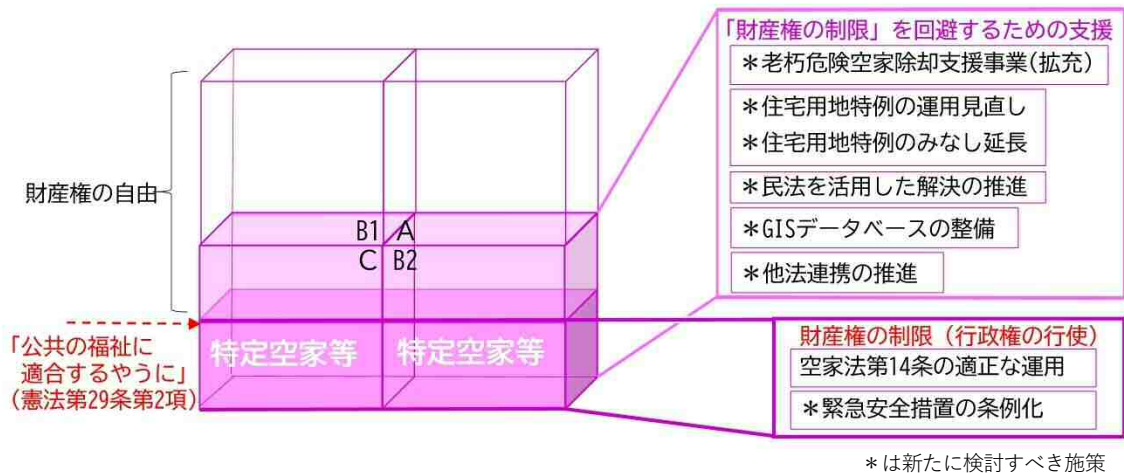 「財産権の制限」を回避するための支援
＊老朽危険空家除却支援事業(拡充)
＊住宅用地特例の運用見直し
＊住宅用地特例のみなし延長
＊民法を活用した解決の推進
＊GISデータベースの整備
＊他法連携の推進
財産権の自由
B1 A
C B2
特定空家等 特定空家等
「公共の福祉に
適合するやうに」
(憲法第29条第2項)
財産権の制限（行政権の行使）
空家法第14条の適正な運用
＊緊急安全措置の条例化
＊は新たに検討すべき施策